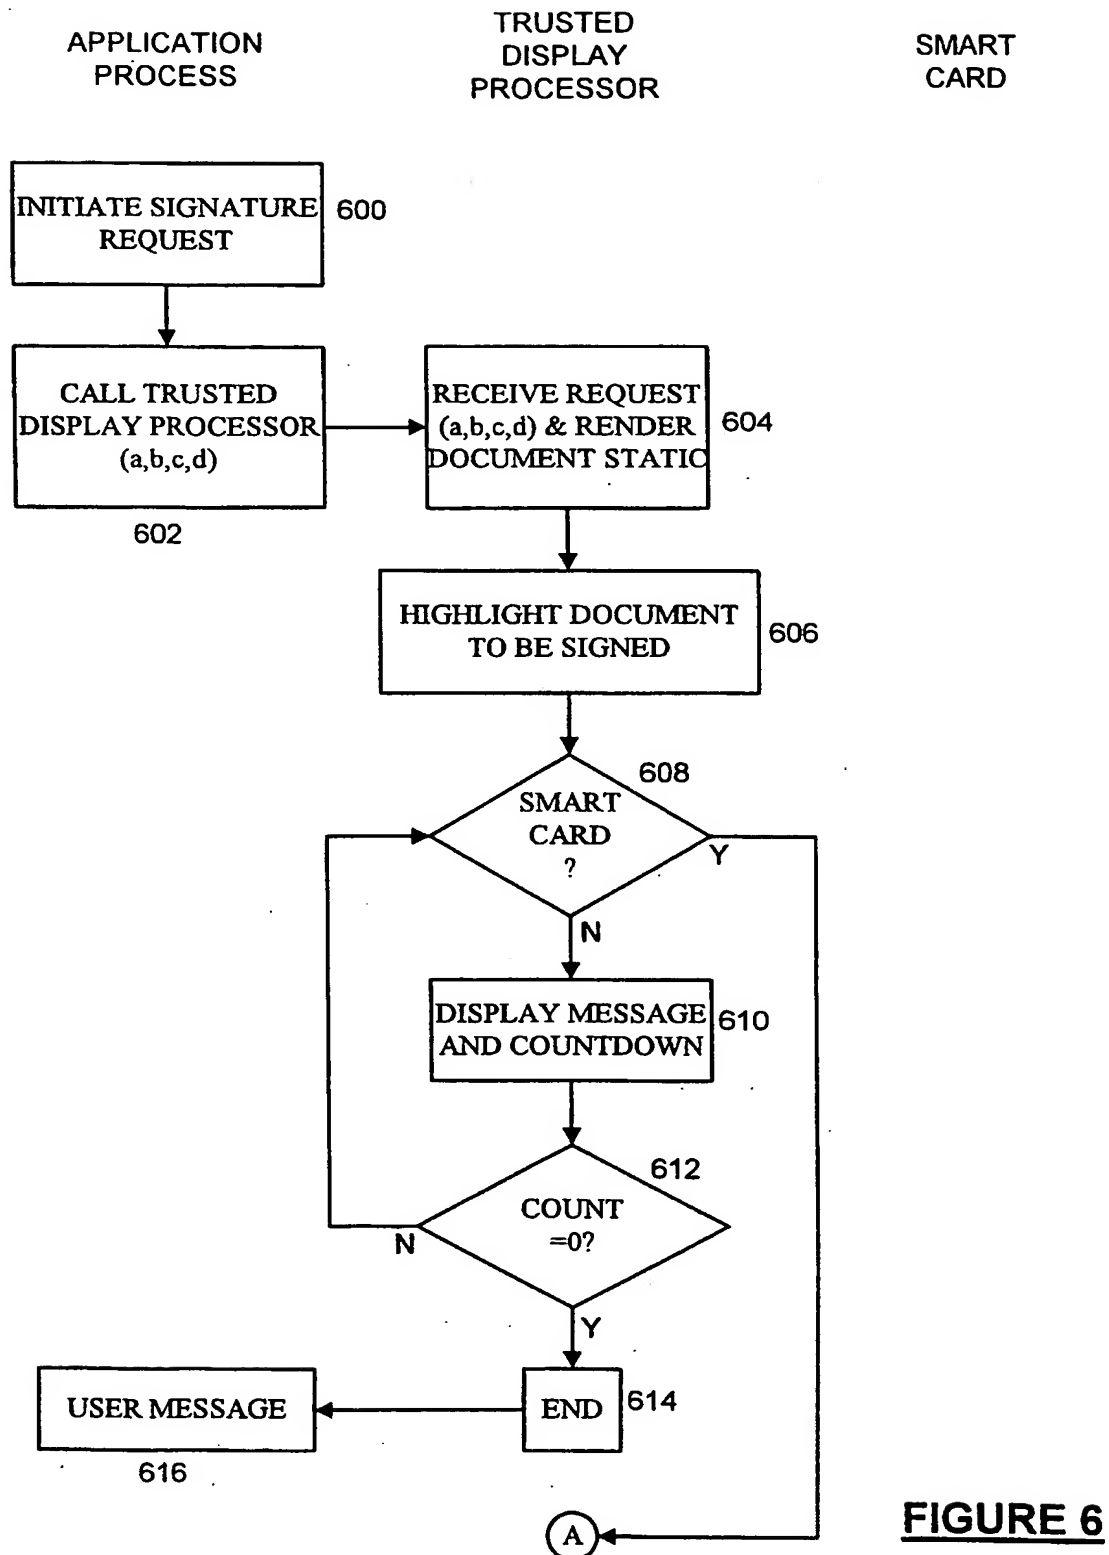 APPLICATION
PROCESS
TRUSTED
DISPLAY
PROCESSOR
SMART
CARD
INITIATE SIGNATURE
REQUEST
600
CALL TRUSTED
DISPLAY PROCESSOR
(a,b,c,d)
602
RECEIVE REQUEST
(a,b,c,d) & RENDER
DOCUMENT STATIC
604
HIGHLIGHT DOCUMENT
TO BE SIGNED
606
608
SMART
CARD
?
Y
N
DISPLAY MESSAGE
AND COUNTDOWN
610
612
COUNT
=0?
N
Y
END
614
USER MESSAGE
616
A
FIGURE 6